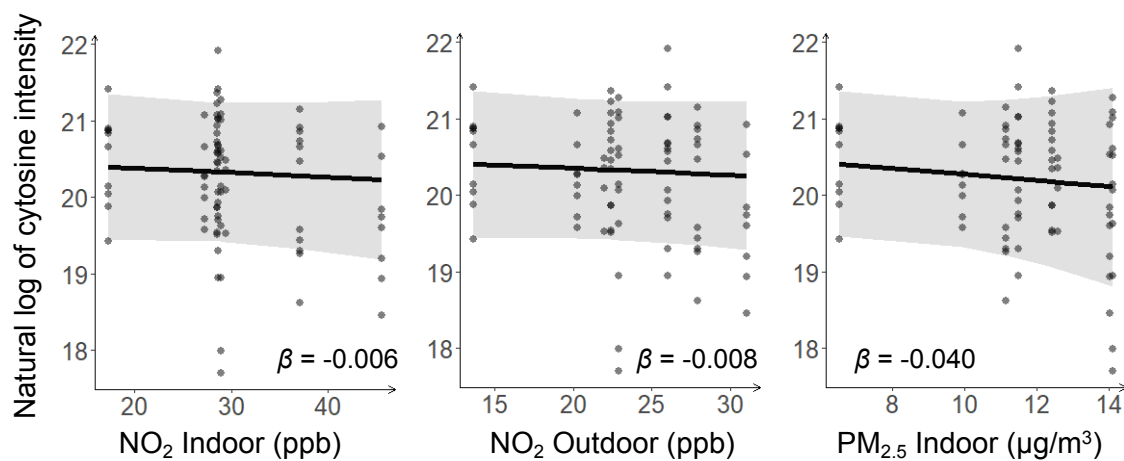 Natural log of cytosine intensity
22
21
20
19
18
β = -0.006
20 30 40
NO₂ Indoor (ppb)
22
21
20
19
18
β = -0.008
15 20 25 30
NO₂ Outdoor (ppb)
22
21
20
19
18
β = -0.040
8 10 12 14
PM₂.₅ Indoor (µg/m³)